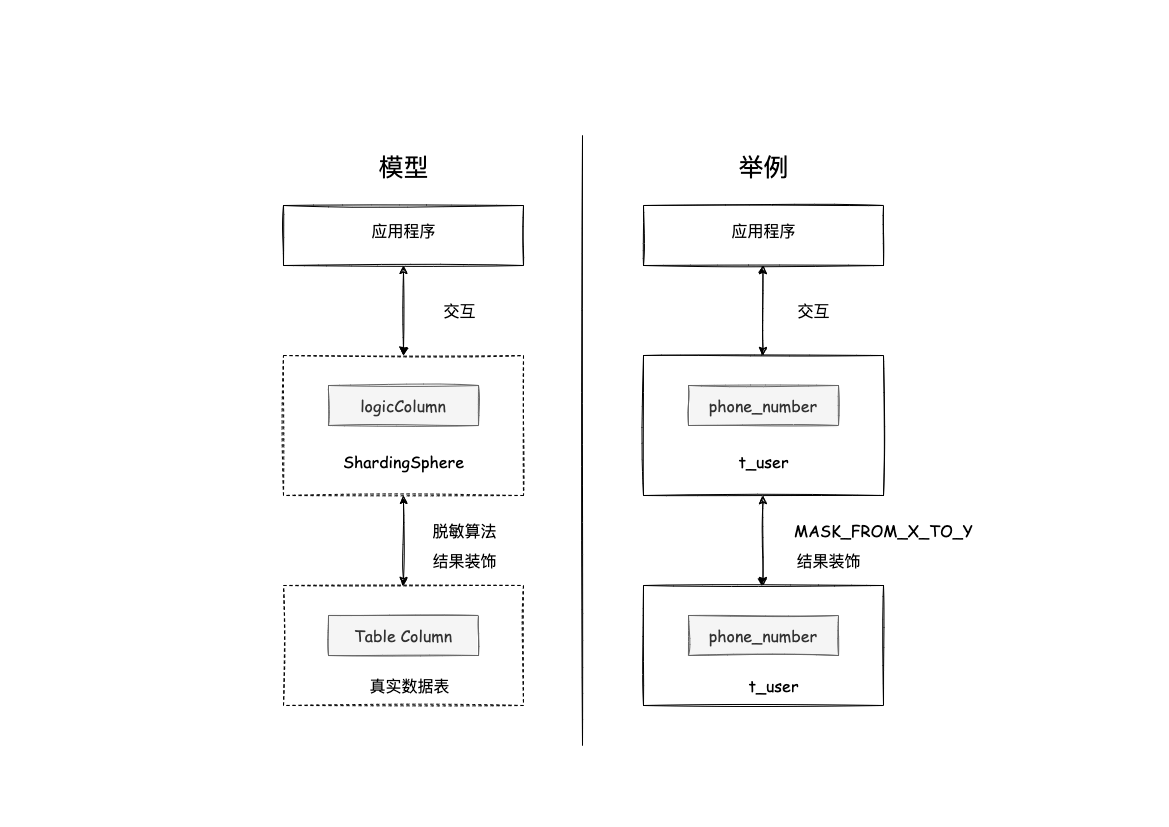 模型
应用程序
交互
logicColumn
ShardingSphere
脱敏算法
结果装饰
Table Column
真实数据表
举例
应用程序
交互
phone_number
t_user
MASK_FROM_X_TO_Y
结果装饰
phone_number
t_user